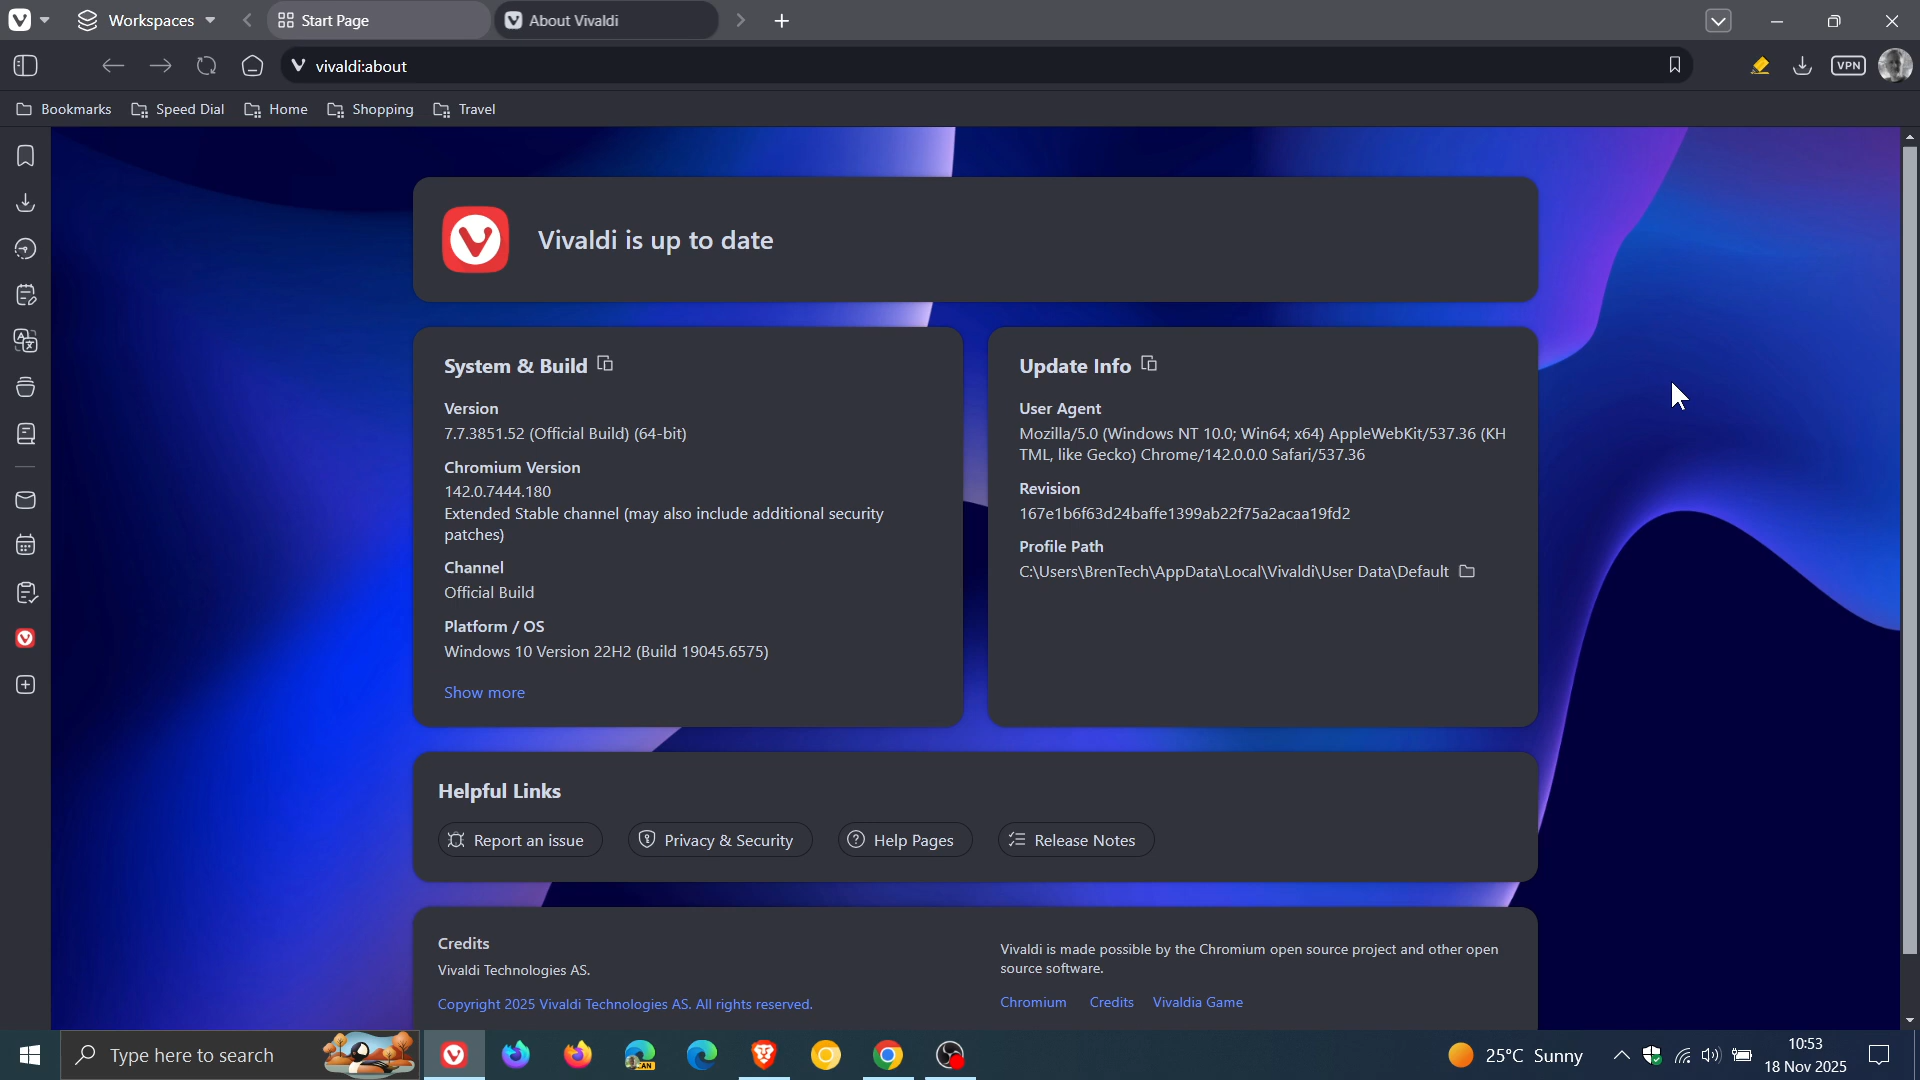 Workspaces
Start Page
About Vivaldi
vivaldi:about
VPN
Bookmarks
Speed Dial
Home
Shopping
Travel
Vivaldi is up to date
System & Build
Version
7.7.3851.52 (Official Build) (64-bit)
Chromium Version
142.0.7444.180
Extended Stable channel (may also include additional security
patches)
Channel
Official Build
Platform / OS
Windows 10 Version 22H2 (Build 19045.6575)
Show more
Update Info
User Agent
Mozilla/5.0 (Windows NT 10.0; Win64; x64) AppleWebKit/537.36 (KH
TML, like Gecko) Chrome/142.0.0.0 Safari/537.36
Revision
167e1b6f63d24baffe1399ab22f75a2acaa19fd2
Profile Path
C:\Users\BrenTech\AppData\Local\Vivaldi\User Data\Default
Helpful Links
Report an issue
Privacy & Security
Help Pages
Release Notes
Credits
Vivaldi Technologies AS.
Copyright 2025 Vivaldi Technologies AS. All rights reserved.
Vivaldi is made possible by the Chromium open source project and other open
source software.
Chromium
Credits
Vivaldia Game
Type here to search
CAN
25°C Sunny
10:53
18 Nov 2025